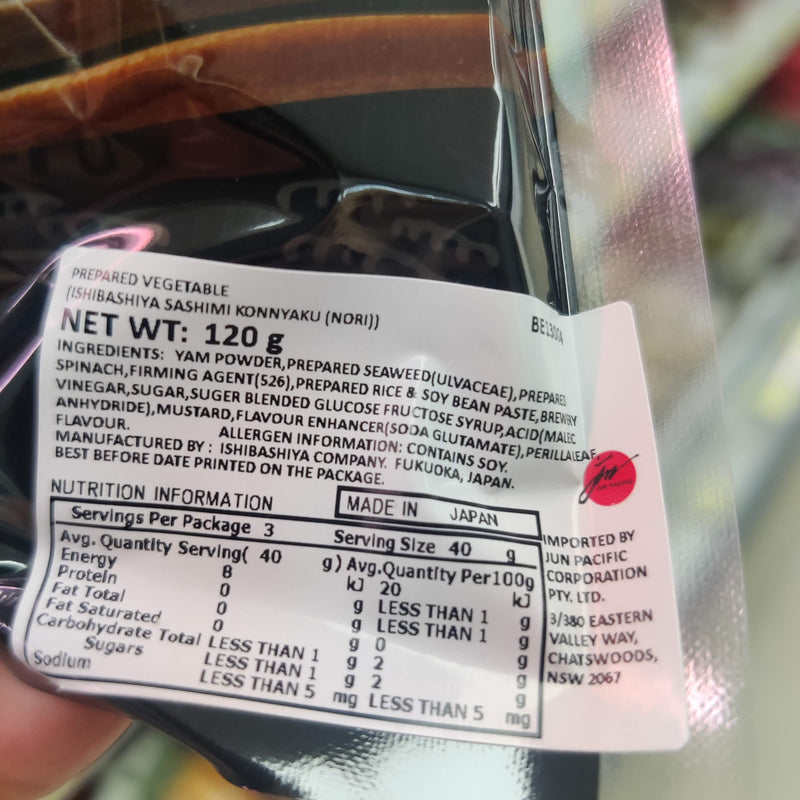 PREPARED VEGETABLE
(ISHIBASHIYA SASHIMI KONNYAKU (NORI))
NET WT: 120 g
INGREDIENTS: YAM POWDER,PREPARED SEAWEED(ULVACEAE),PREPARED
SPINACH,FIRMING AGENT(526),PREPARED RICE & SOY BEAN PASTE,BREWERY
VINEGAR,SUGAR,SUGER BLENDED GLUCOSE FRUCTOSE SYRUP,ACID(MALEIC
ANHYDRIDE),MUSTARD,FLAVOUR ENHANCER(SODA GLUTAMATE),PERILLALEAF
FLAVOUR. ALLERGEN INFORMATION: CONTAINS SOY.
MANUFACTURED BY : ISHIBASHIYA COMPANY. FUKUOKA, JAPAN.
BEST BEFORE DATE PRINTED ON THE PACKAGE.
JUN PACIFIC
NUTRITION INFORMATION MADE IN JAPAN
Servings Per Package 3 Serving Size 40 g
Avg. Quantity Serving( 40 g) Avg.Quantity Per100g
Energy 8 kJ 20 kJ
Protein 0 g LESS THAN 1 g
Fat Total 0 g LESS THAN 1 g
Fat Saturated 0 g 0 g
Carbohydrate Total LESS THAN 1 g 2 g
Sugars LESS THAN 1 g 2 g
Sodium LESS THAN 5 mg LESS THAN 5 mg
IMPORTED BY
JUN PACIFIC
CORPORATION
PTY. LTD.
3/380 EASTERN
VALLEY WAY,
CHATSWOODS,
NSW 2067